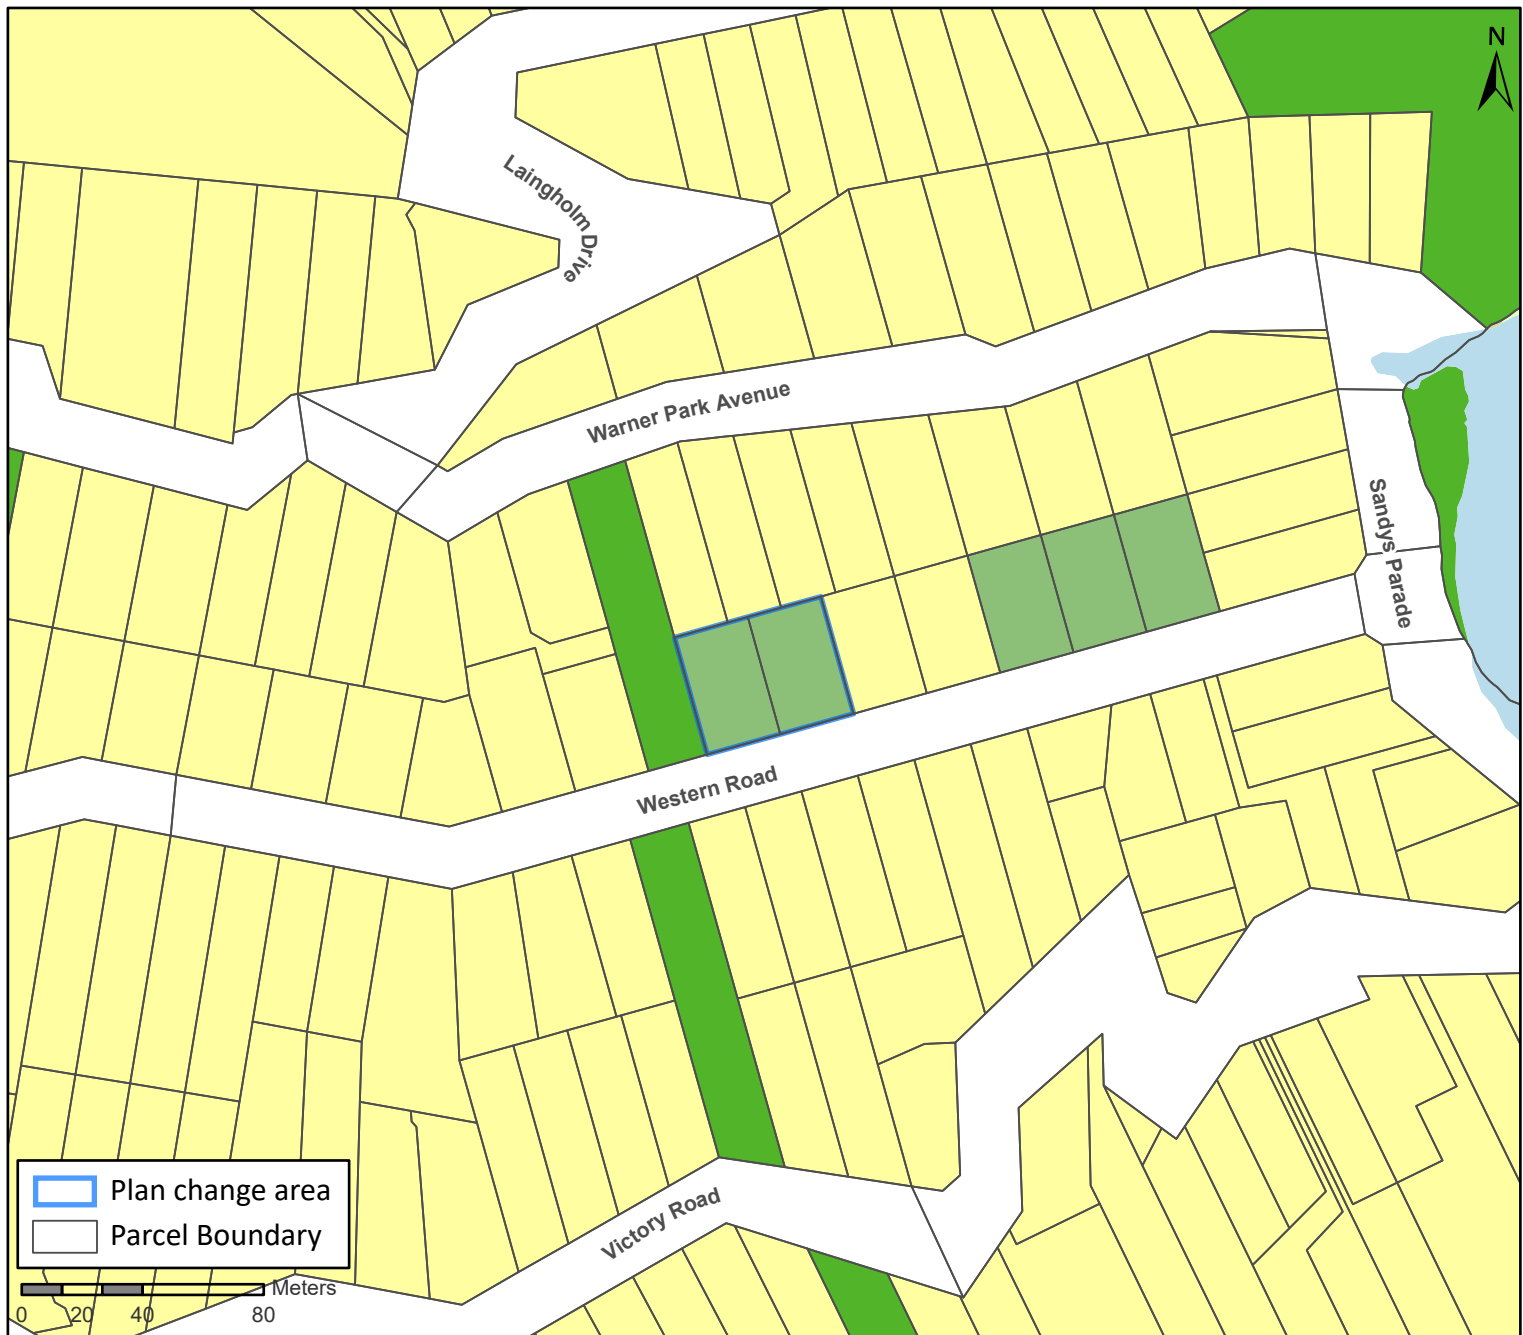 N
Laingholm Drive
Warner Park Avenue
Sandys Parade
Western Road
Victory Road
Plan change area
Parcel Boundary
Meters
0 20 40 80